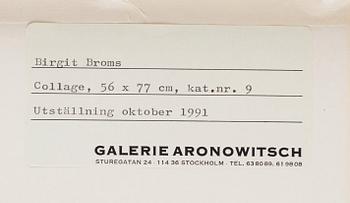 Birgit Broms
Collage, 56 x 77 cm, kat.nr. 9
Utställning oktober 1991
GALERIE ARONOWITSCH
STUREGATAN 24 · 114 36 STOCKHOLM · TEL. 63 80 89. 61 98 08